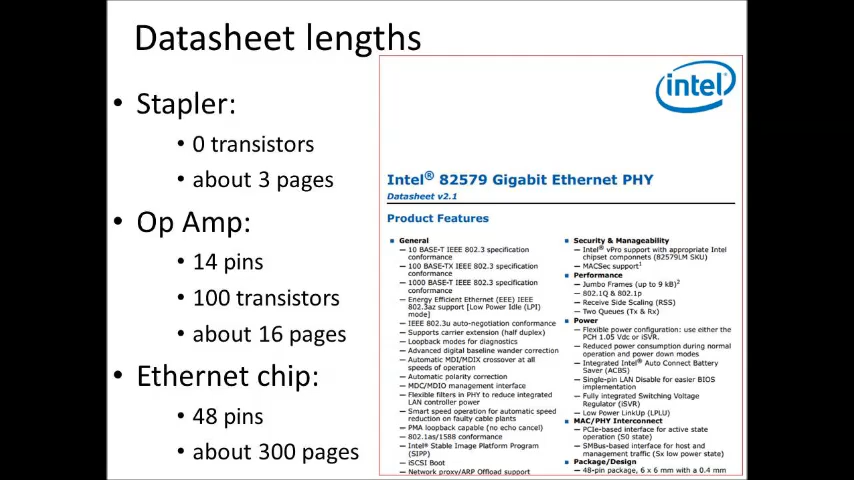 Datasheet lengths
• Stapler:
• 0 transistors
• about 3 pages
• Op Amp:
• 14 pins
• 100 transistors
• about 16 pages
• Ethernet chip:
• 48 pins
• about 300 pages
intel®
Intel® 82579 Gigabit Ethernet PHY
Datasheet v2.1
Product Features
■ General
— 10 BASE-T IEEE 802.3 specification
conformance
— 100 BASE-TX IEEE 802.3 specification
conformance
— 1000 BASE-T IEEE 802.3 specification
conformance
— Energy Efficient Ethernet (EEE) IEEE
802.3az support [Low Power Idle (LPI)
mode]
— IEEE 802.3u auto-negotiation conformance
— Supports carrier extension (half duplex)
— Loopback modes for diagnostics
— Advanced digital baseline wander correction
— Automatic MDI/MDIX crossover at all
speeds of operation
— Automatic polarity correction
— MDC/MDIO management interface
— Flexible filters in PHY to reduce integrated
LAN controller power
— Smart speed operation for automatic speed
reduction on faulty cable plants
— PMA loopback capable (no echo cancel)
— 802.1as/1588 conformance
— Intel® Stable Image Platform Program
(SIPP)
— iSCSI Boot
— Network proxy/ARP Offload support
■ Security & Manageability
— Intel® vPro support with appropriate Intel
chipset componnets (82579LM SKU)
— MACSec support¹
■ Performance
— Jumbo Frames (up to 9 kB)²
— 802.1Q & 802.1p
— Receive Side Scaling (RSS)
— Two Queues (Tx & Rx)
■ Power
— Flexible power configuration: use either the
PCH 1.05 Vdc or iSVR.
— Reduced power consumption during normal
operation and power down modes
— Integrated Intel® Auto Connect Battery
Saver (ACBS)
— Single-pin LAN Disable for easier BIOS
implementation
— Fully integrated Switching Voltage
Regulator (iSVR)
— Low Power LinkUp (LPLU)
■ MAC/PHY Interconnect
— PCIe-based interface for active state
operation (S0 state)
— SMBus-based interface for host and
management traffic (Sx low power state)
■ Package/Design
— 48-pin package, 6 x 6 mm with a 0.4 mm